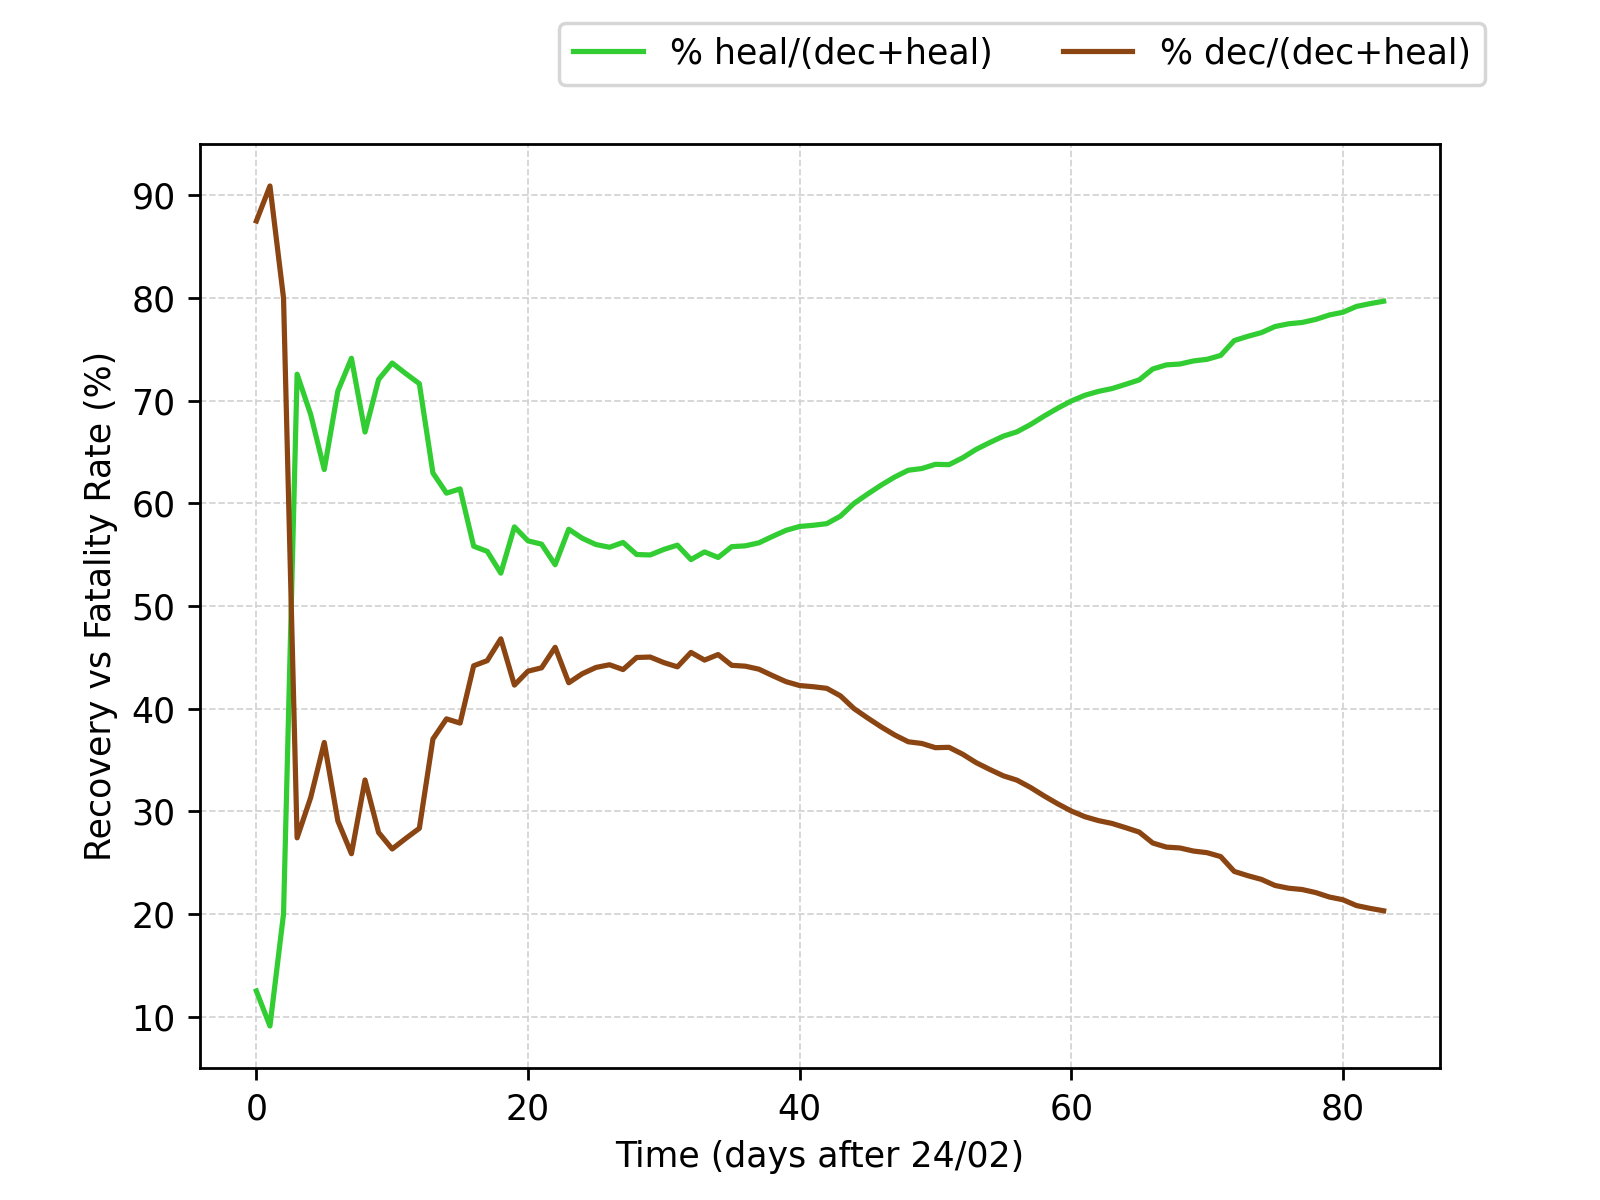 % heal/(dec+heal) % dec/(dec+heal)
Recovery vs Fatality Rate (%)
90
80
70
60
50
40
30
20
10
0 20 40 60 80
Time (days after 24/02)